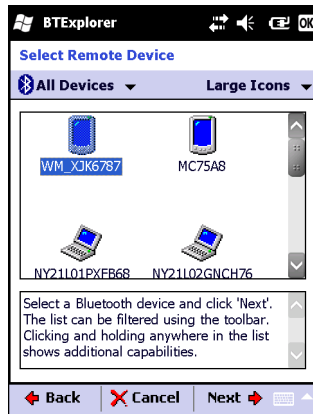 BTExplorer OK
Select Remote Device
All Devices Large Icons
WM_XJK6787 MC75A8
NY21L01PXFB68 NY21L02GNCH76
Select a Bluetooth device and click 'Next'.
The list can be filtered using the toolbar.
Clicking and holding anywhere in the list
shows additional capabilities.
Back Cancel Next